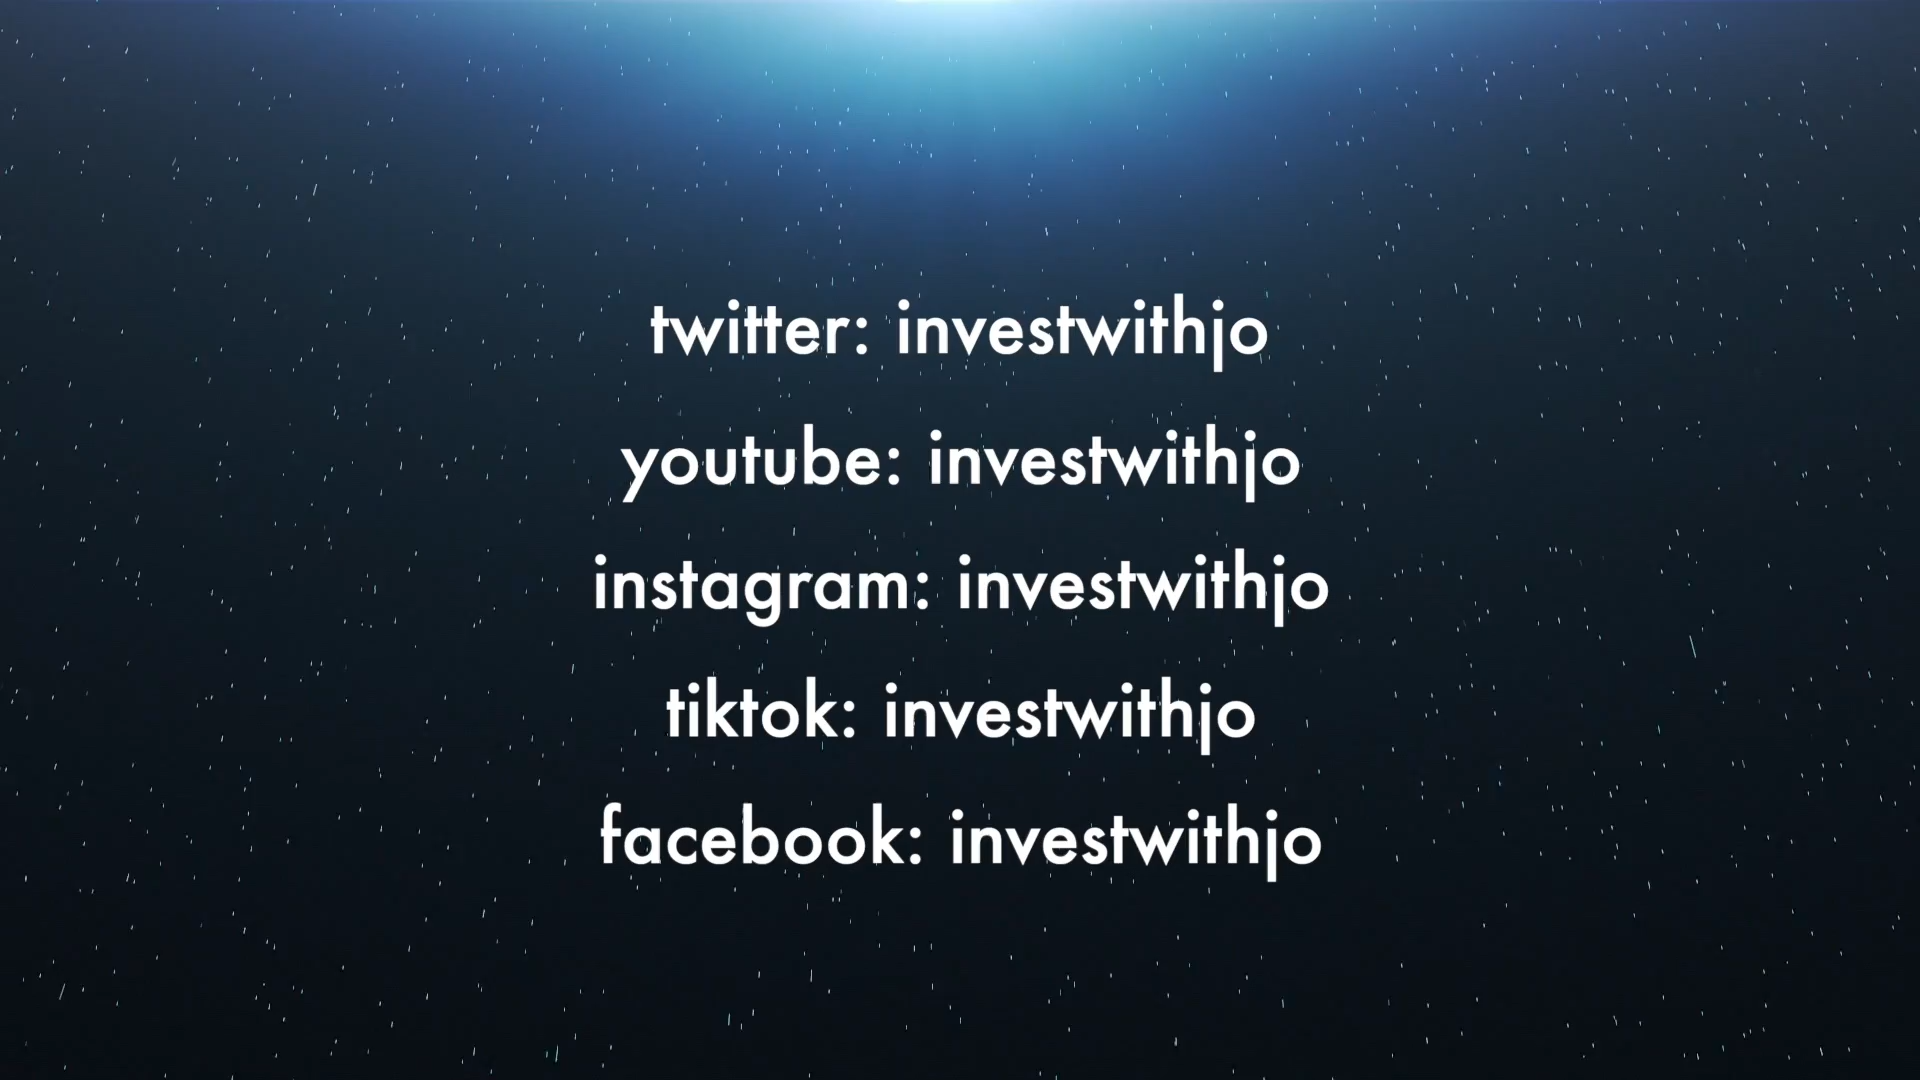 twitter: investwithjo
youtube: investwithjo
instagram: investwithjo
tiktok: investwithjo
facebook: investwithjo